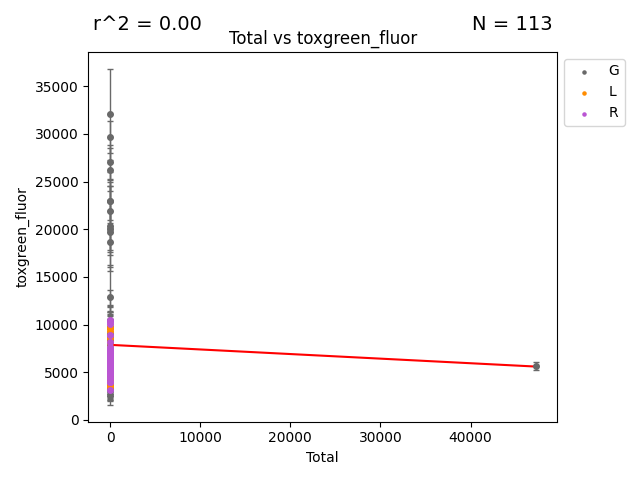 r^2 = 0.00
N = 113
Total vs toxgreen_fluor
G
L
R
toxgreen_fluor
35000
30000
25000
20000
15000
10000
5000
0
0 10000 20000 30000 40000
Total